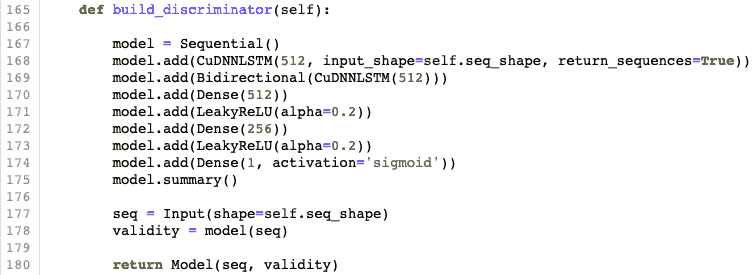 165 def build_discriminator(self):
166
167 model = Sequential()
168 model.add(CuDNNLSTM(512, input_shape=self.seq_shape, return_sequences=True))
169 model.add(Bidirectional(CuDNNLSTM(512)))
170 model.add(Dense(512))
171 model.add(LeakyReLU(alpha=0.2))
172 model.add(Dense(256))
173 model.add(LeakyReLU(alpha=0.2))
174 model.add(Dense(1, activation='sigmoid'))
175 model.summary()
176
177 seq = Input(shape=self.seq_shape)
178 validity = model(seq)
179
180 return Model(seq, validity)